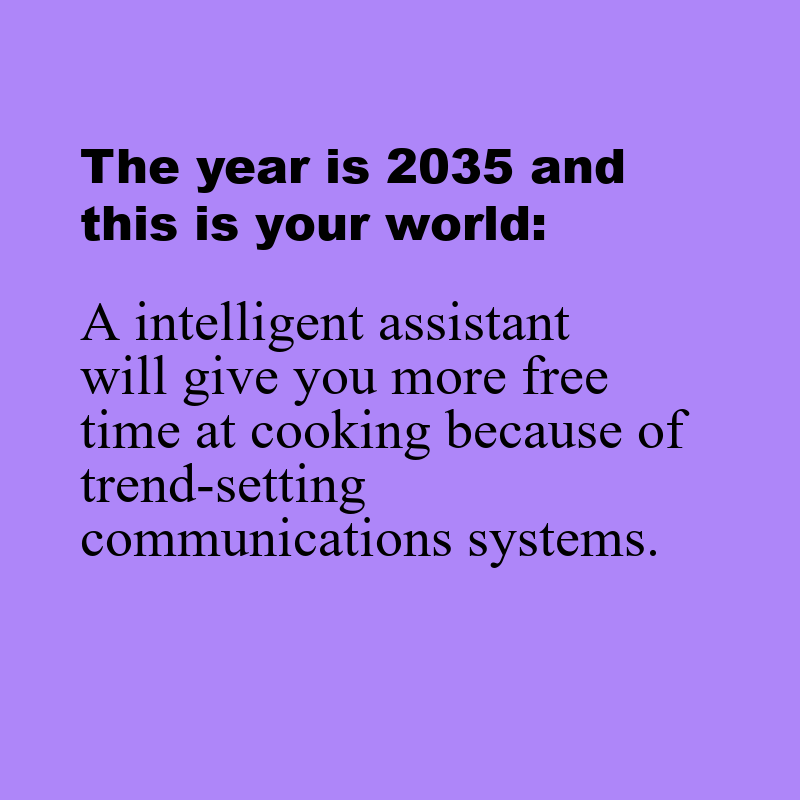 The year is 2035 and
this is your world:
A intelligent assistant
will give you more free
time at cooking because of
trend-setting
communications systems.